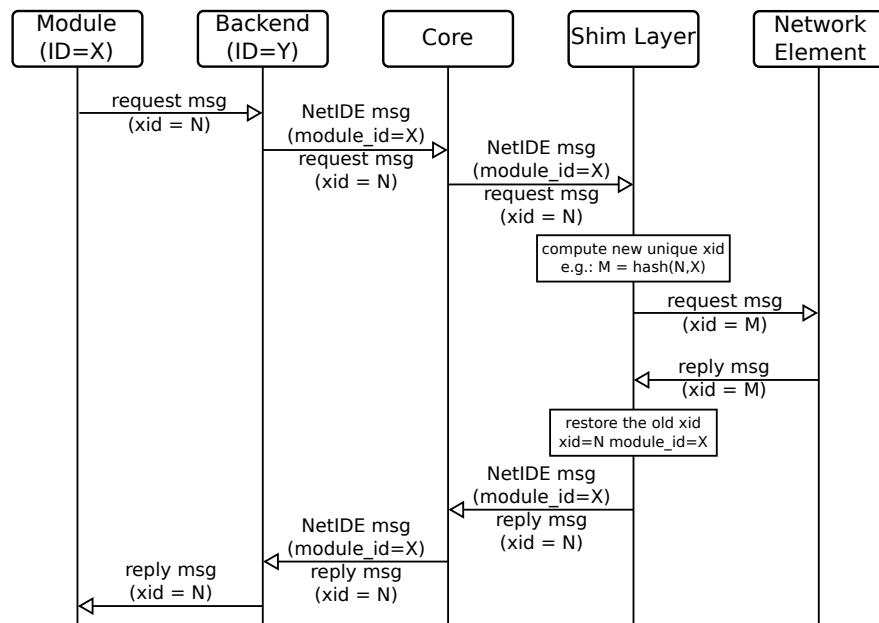 Module
(ID=X)
Backend
(ID=Y)
Core
Shim Layer
Network
Element
request msg
(xid = N)
NetIDE msg
(module_id=X)
request msg
(xid = N)
NetIDE msg
(module_id=X)
request msg
(xid = N)
compute new unique xid
e.g.: M = hash(N,X)
request msg
(xid = M)
reply msg
(xid = M)
restore the old xid
xid=N module_id=X
NetIDE msg
(module_id=X)
reply msg
(xid = N)
NetIDE msg
(module_id=X)
reply msg
(xid = N)
reply msg
(xid = N)